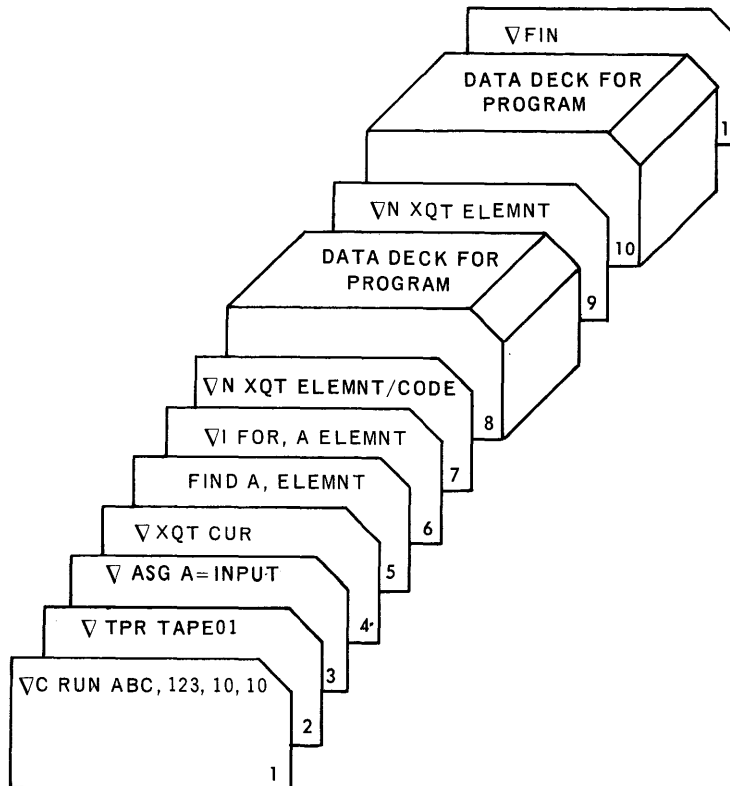 ∇ FIN
DATA DECK FOR
PROGRAM
1
10
∇N XQT ELEMNT
9
DATA DECK FOR
PROGRAM
8
∇N XQT ELEMNT/CODE
7
∇I FOR, A ELEMNT
6
FIND A, ELEMNT
5
∇ XQT CUR
4
∇ ASG A=INPUT
3
∇ TPR TAPE01
2
∇C RUN ABC, 123, 10, 10
1